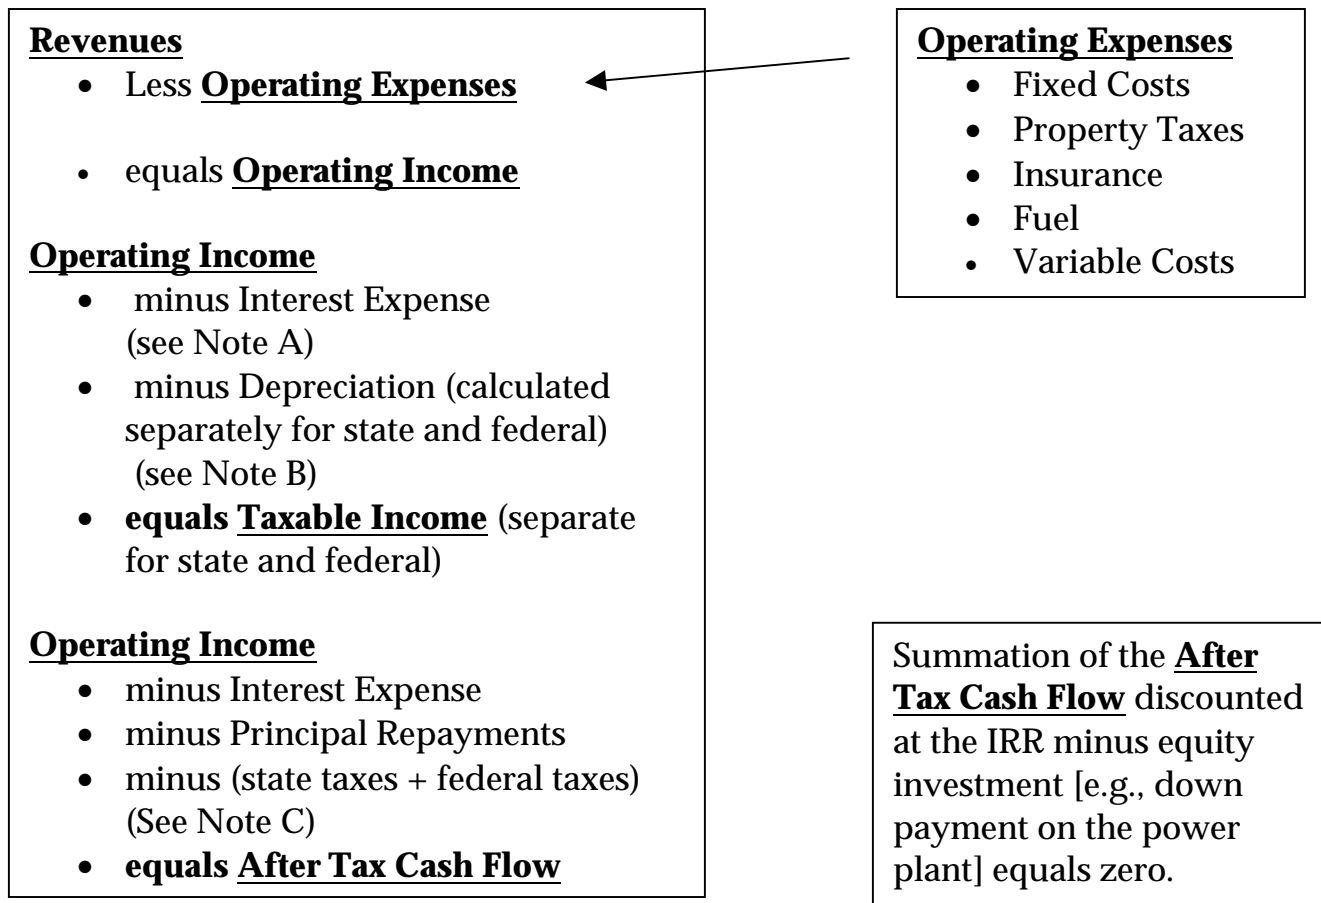 Revenues
• Less Operating Expenses
• equals Operating Income
Operating Income
• minus Interest Expense
(see Note A)
• minus Depreciation (calculated
separately for state and federal)
(see Note B)
• equals Taxable Income (separate
for state and federal)
Operating Income
• minus Interest Expense
• minus Principal Repayments
• minus (state taxes + federal taxes)
(See Note C)
• equals After Tax Cash Flow
Operating Expenses
• Fixed Costs
• Property Taxes
• Insurance
• Fuel
• Variable Costs
Summation of the After
Tax Cash Flow discounted
at the IRR minus equity
investment [e.g., down
payment on the power
plant] equals zero.